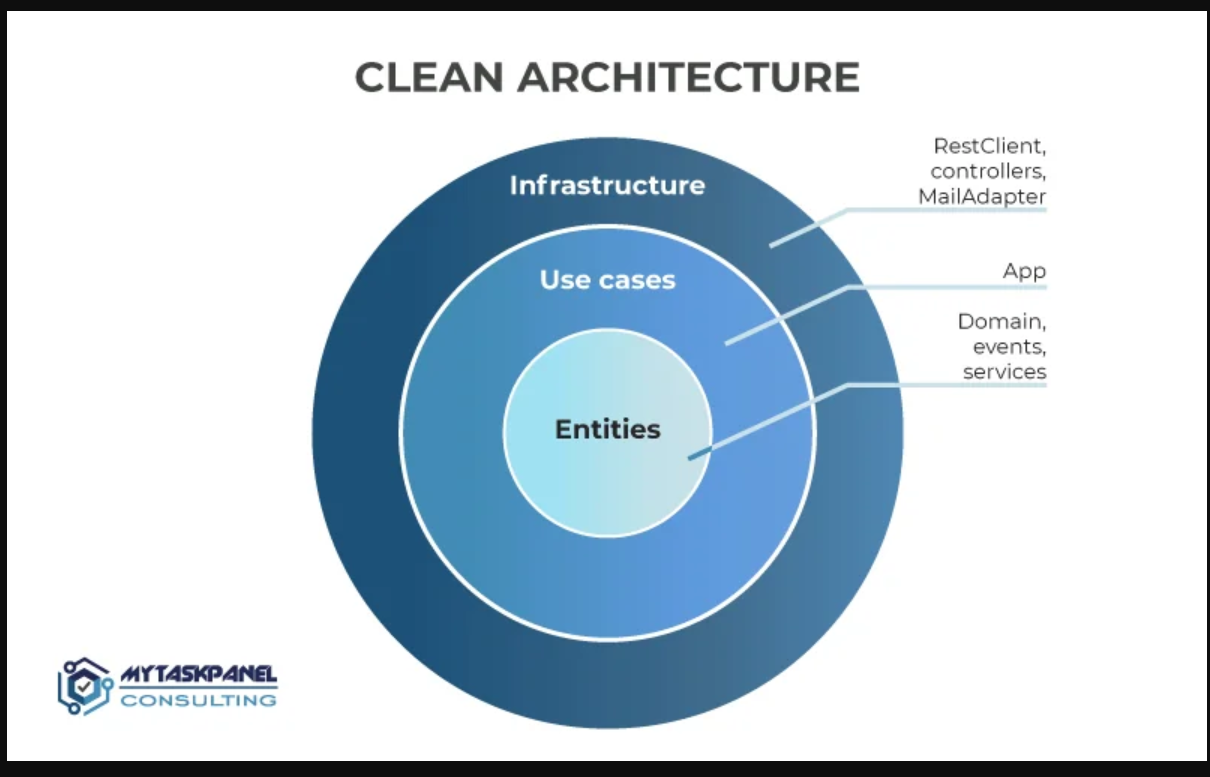 CLEAN ARCHITECTURE
Infrastructure
RestClient,
controllers,
MailAdapter
Use cases
App
Domain,
events,
services
Entities
MYTASKPANEL
CONSULTING